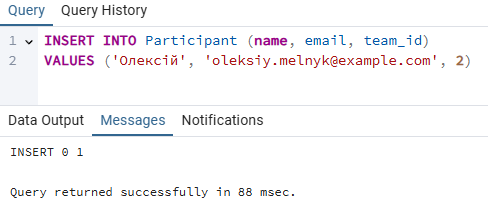 Query Query History
1 INSERT INTO Participant (name, email, team_id)
2 VALUES ('Олексій', 'oleksiy.melnyk@example.com', 2)
Data Output Messages Notifications
INSERT 0 1
Query returned successfully in 88 msec.